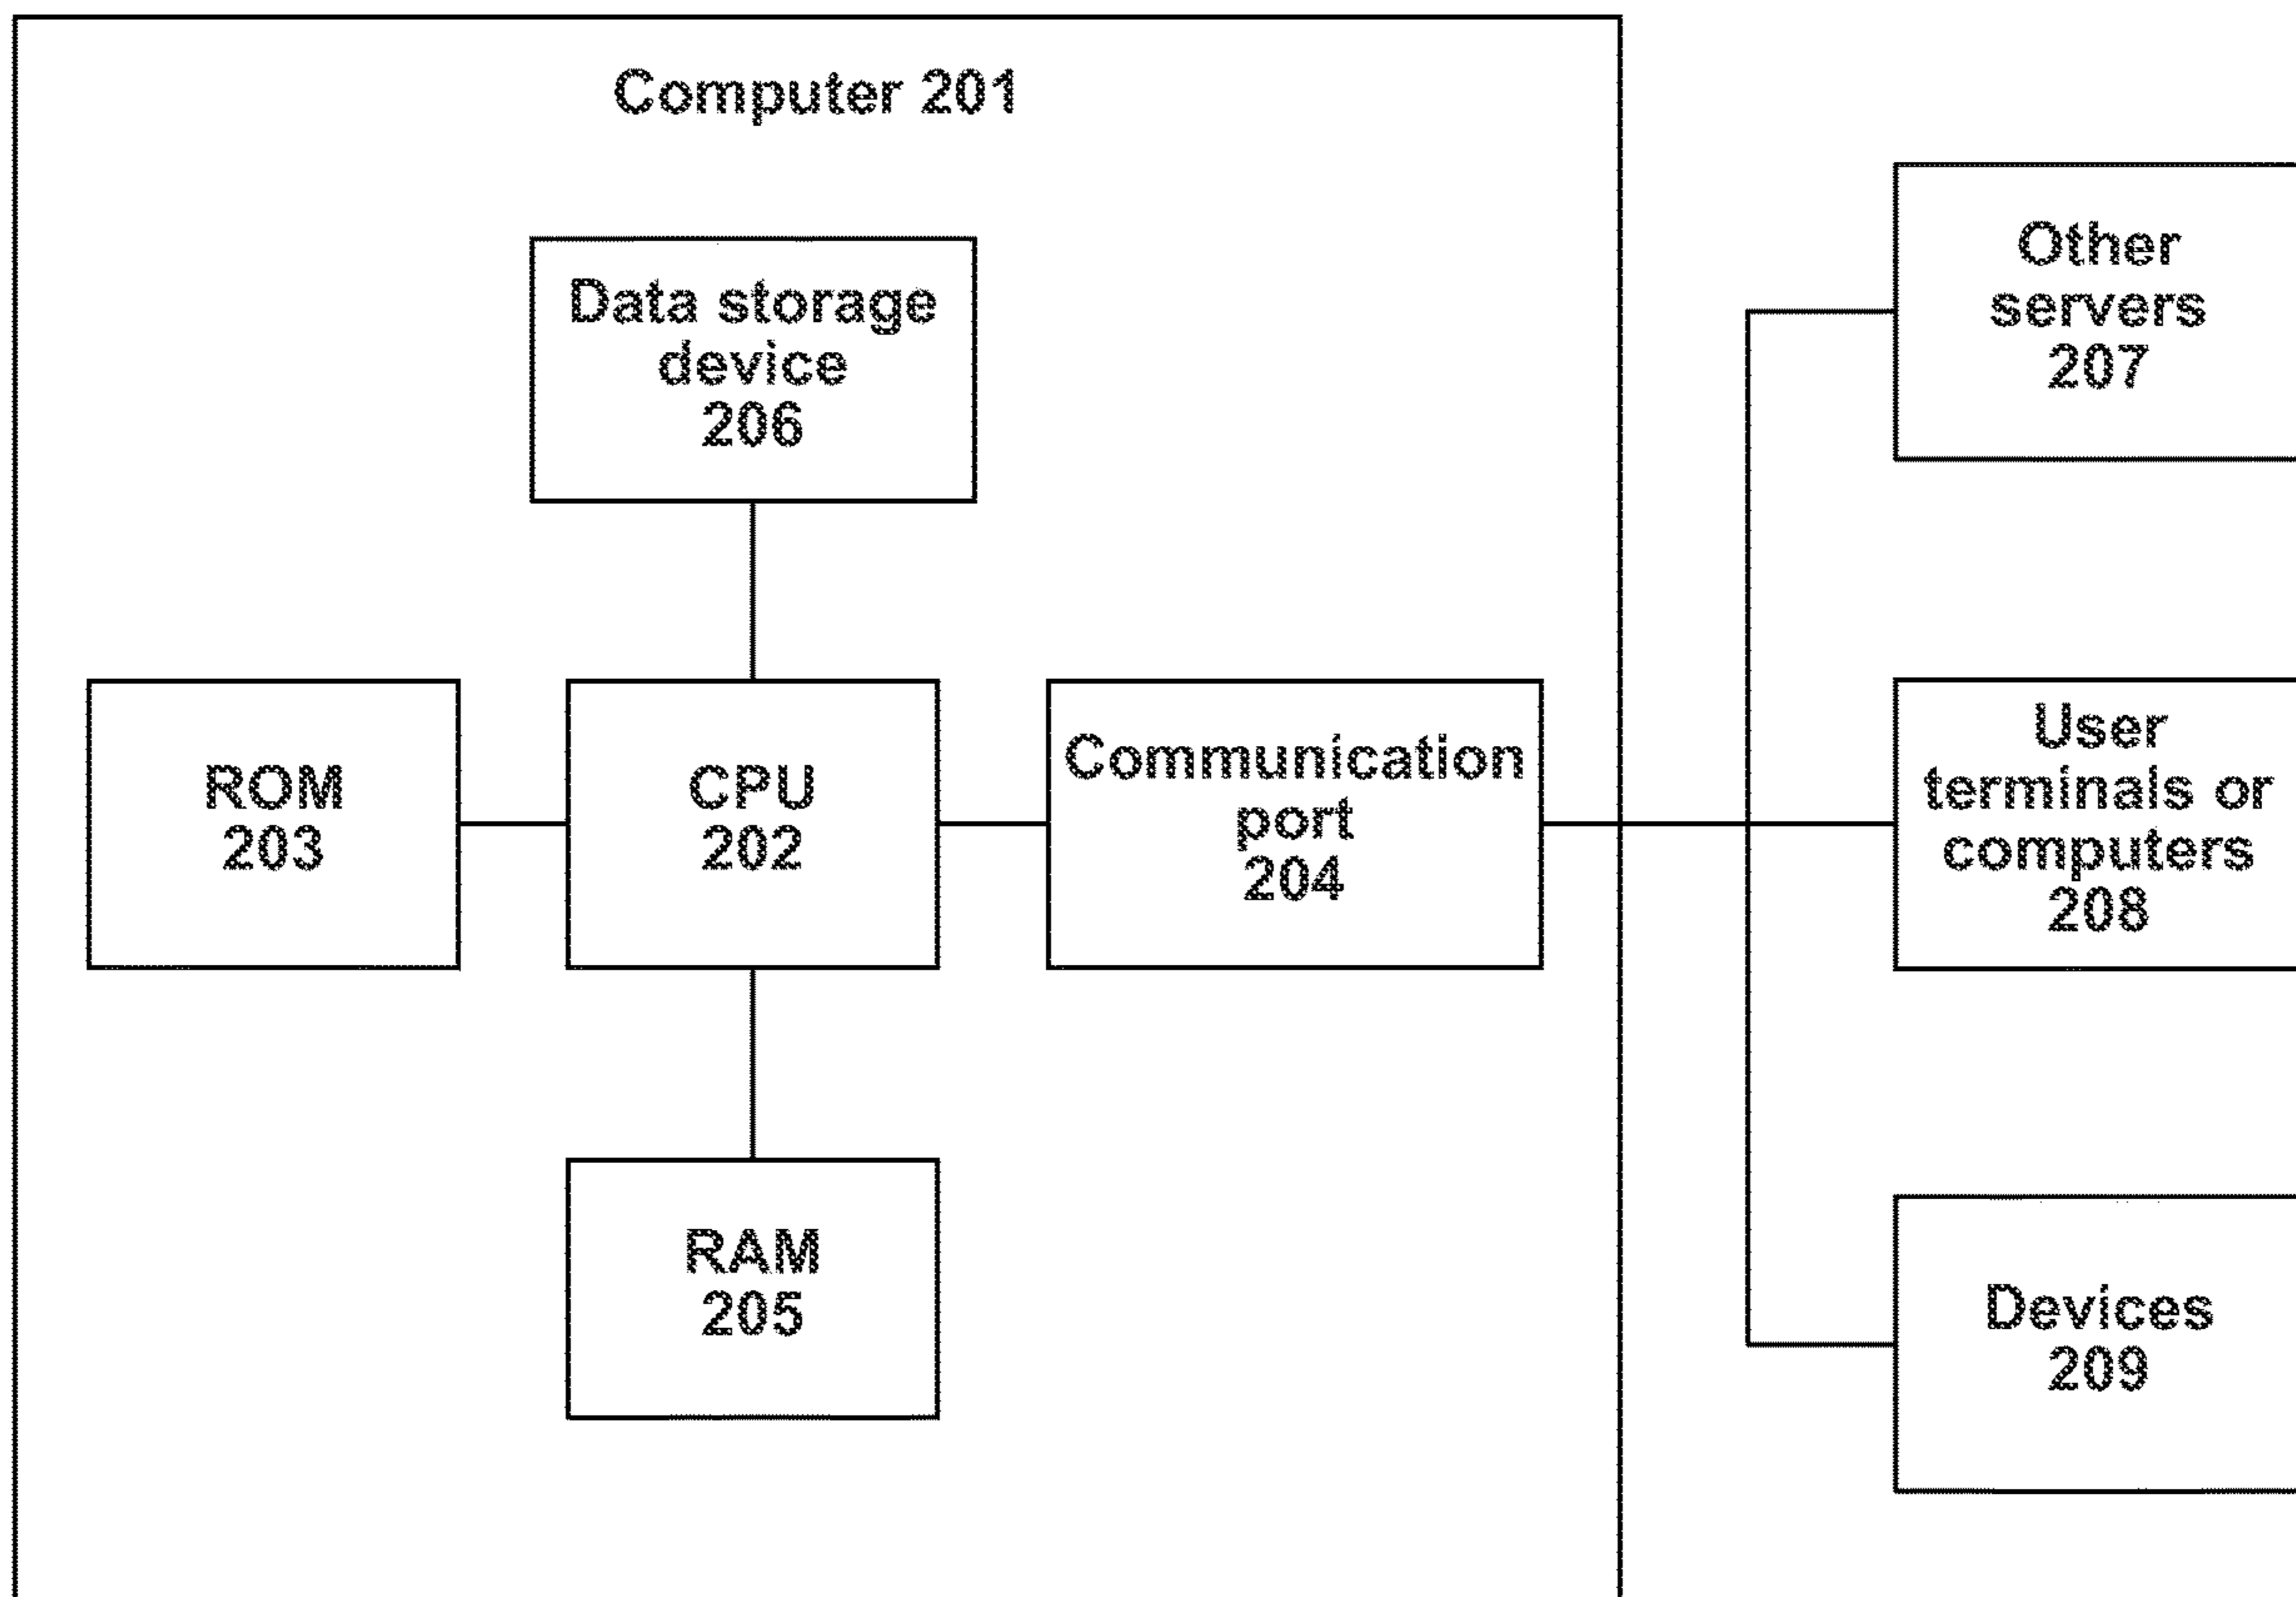 Computer 201
Data storage
device
206
Other
servers
207
ROM
203
CPU
202
Communication
port
204
User
terminals or
computers
208
RAM
205
Devices
209